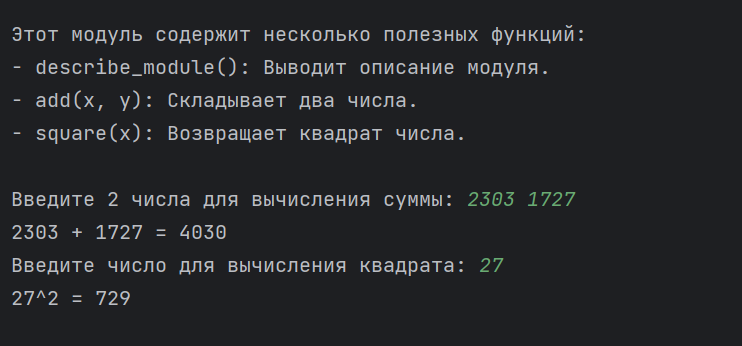 Этот модуль содержит несколько полезных функций:
- describe_module(): Выводит описание модуля.
- add(x, y): Складывает два числа.
- square(x): Возвращает квадрат числа.
Введите 2 числа для вычисления суммы: 2303 1727
2303 + 1727 = 4030
Введите число для вычисления квадрата: 27
27^2 = 729